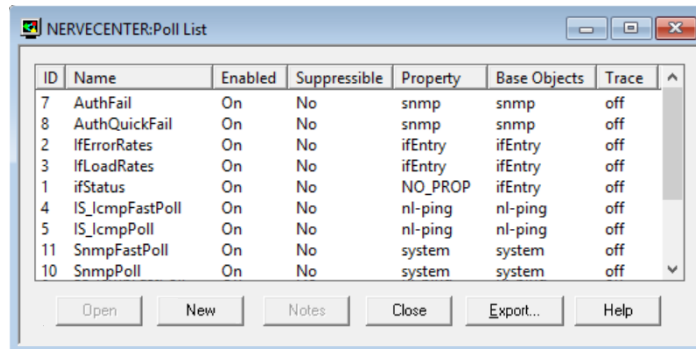 NERVECENTER:Poll List
ID Name Enabled Suppressible Property Base Objects Trace
7 AuthFail On No snmp snmp off
8 AuthQuickFail On No snmp snmp off
2 IfErrorRates On No ifEntry ifEntry off
3 IfLoadRates On No ifEntry ifEntry off
1 ifStatus On No NO_PROP ifEntry off
4 IS_IcmpFastPoll On No nl-ping nl-ping off
5 IS_IcmpPoll On No nl-ping nl-ping off
11 SnmpFastPoll On No system system off
10 SnmpPoll On No system system off
Open New Notes Close Export... Help